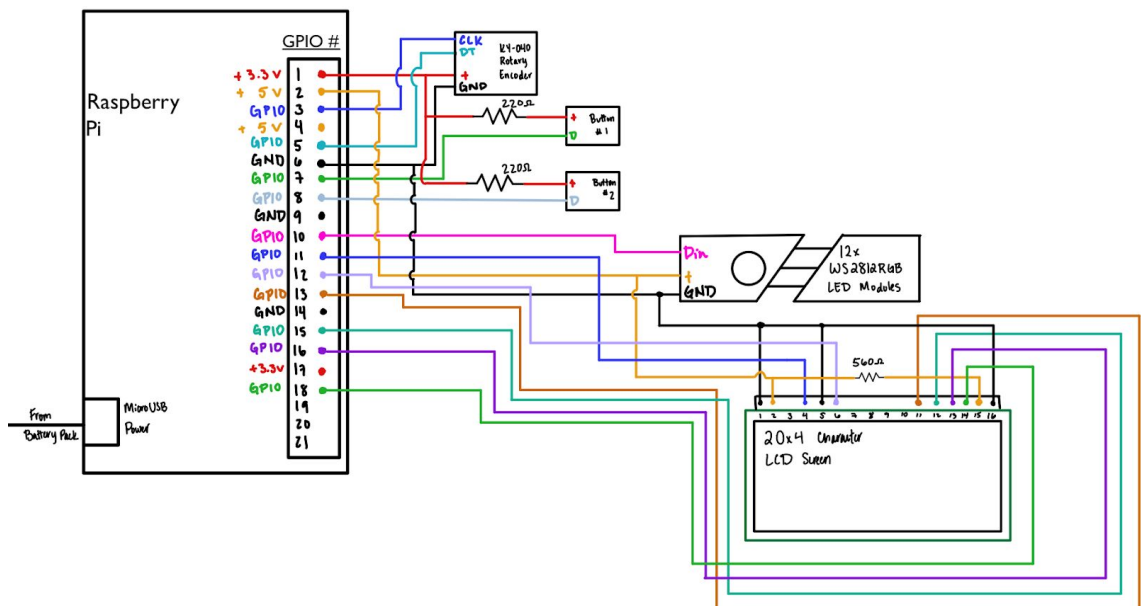 GPIO #
Raspberry
Pi
+3.3V 1
+ 5V 2
GPIO 3
+ 5V 4
GPIO 5
GND 6
GPIO 7
GPIO 8
GND 9
GPIO 10
GPIO 11
GPIO 12
GPIO 13
GND 14
GPIO 15
GPIO 16
+3.3V 17
GPIO 18
19
20
21
From
Battery Pack
MicroUSB
Power
CLK
DT
+
GND
KY-040
Rotary
Encoder
220Ω
+
D
Button
#1
220Ω
+
D
Button
#2
Din
+
GND
12x
WS2812RGB
LED Modules
560Ω
1 2 3 4 5 6 7 8 9 10 11 12 13 14 15 16
20x4 Character
LCD Screen